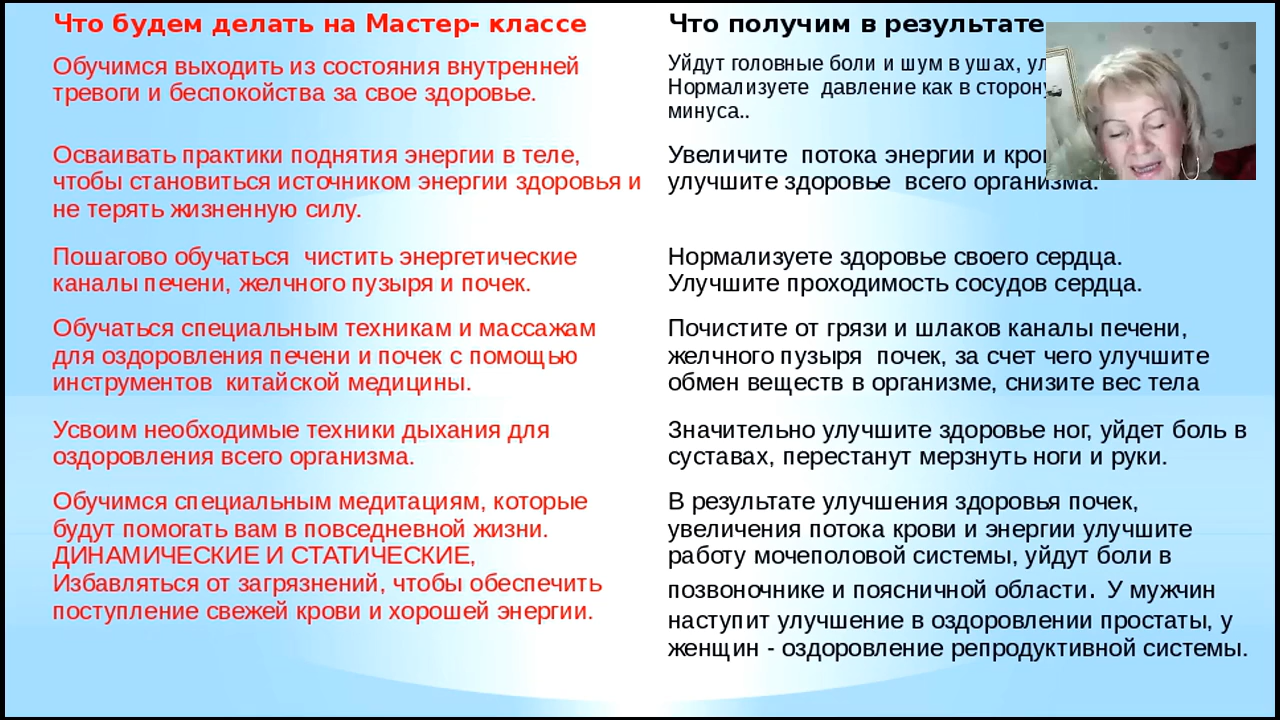 Что будем делать на Мастер- классе
Обучимся выходить из состояния внутренней
тревоги и беспокойства за свое здоровье.
Осваивать практики поднятия энергии в теле,
чтобы становиться источником энергии здоровья и
не терять жизненную силу.
Пошагово обучаться  чистить энергетические
каналы печени, желчного пузыря и почек.
Обучаться специальным техникам и массажам
для оздоровления печени и почек с помощью
инструментов  китайской медицины.
Усвоим необходимые техники дыхания для
оздоровления всего организма.
Обучимся специальным медитациям, которые
будут помогать вам в повседневной жизни.
ДИНАМИЧЕСКИЕ И СТАТИЧЕСКИЕ,
Избавляться от загрязнений, чтобы обеспечить
поступление свежей крови и хорошей энергии.
Что получим в результате
Уйдут головные боли и шум в ушах,
Нормализуете  давление как в сторону
минуса..
Увеличите  потока энергии и
улучшите здоровье  всего организма.
Нормализуете здоровье своего сердца.
Улучшите проходимость сосудов сердца.
Почистите от грязи и шлаков каналы печени,
желчного пузыря  почек, за счет чего улучшите
обмен веществ в организме, снизите вес тела
Значительно улучшите здоровье ног, уйдет боль в
суставах, перестанут мерзнуть ноги и руки.
В результате улучшения здоровья почек,
увеличения потока крови и энергии улучшите
работу мочеполовой системы, уйдут боли в
позвоночнике и поясничной области. У мужчин
наступит улучшение в оздоровлении простаты, у
женщин - оздоровление репродуктивной системы.